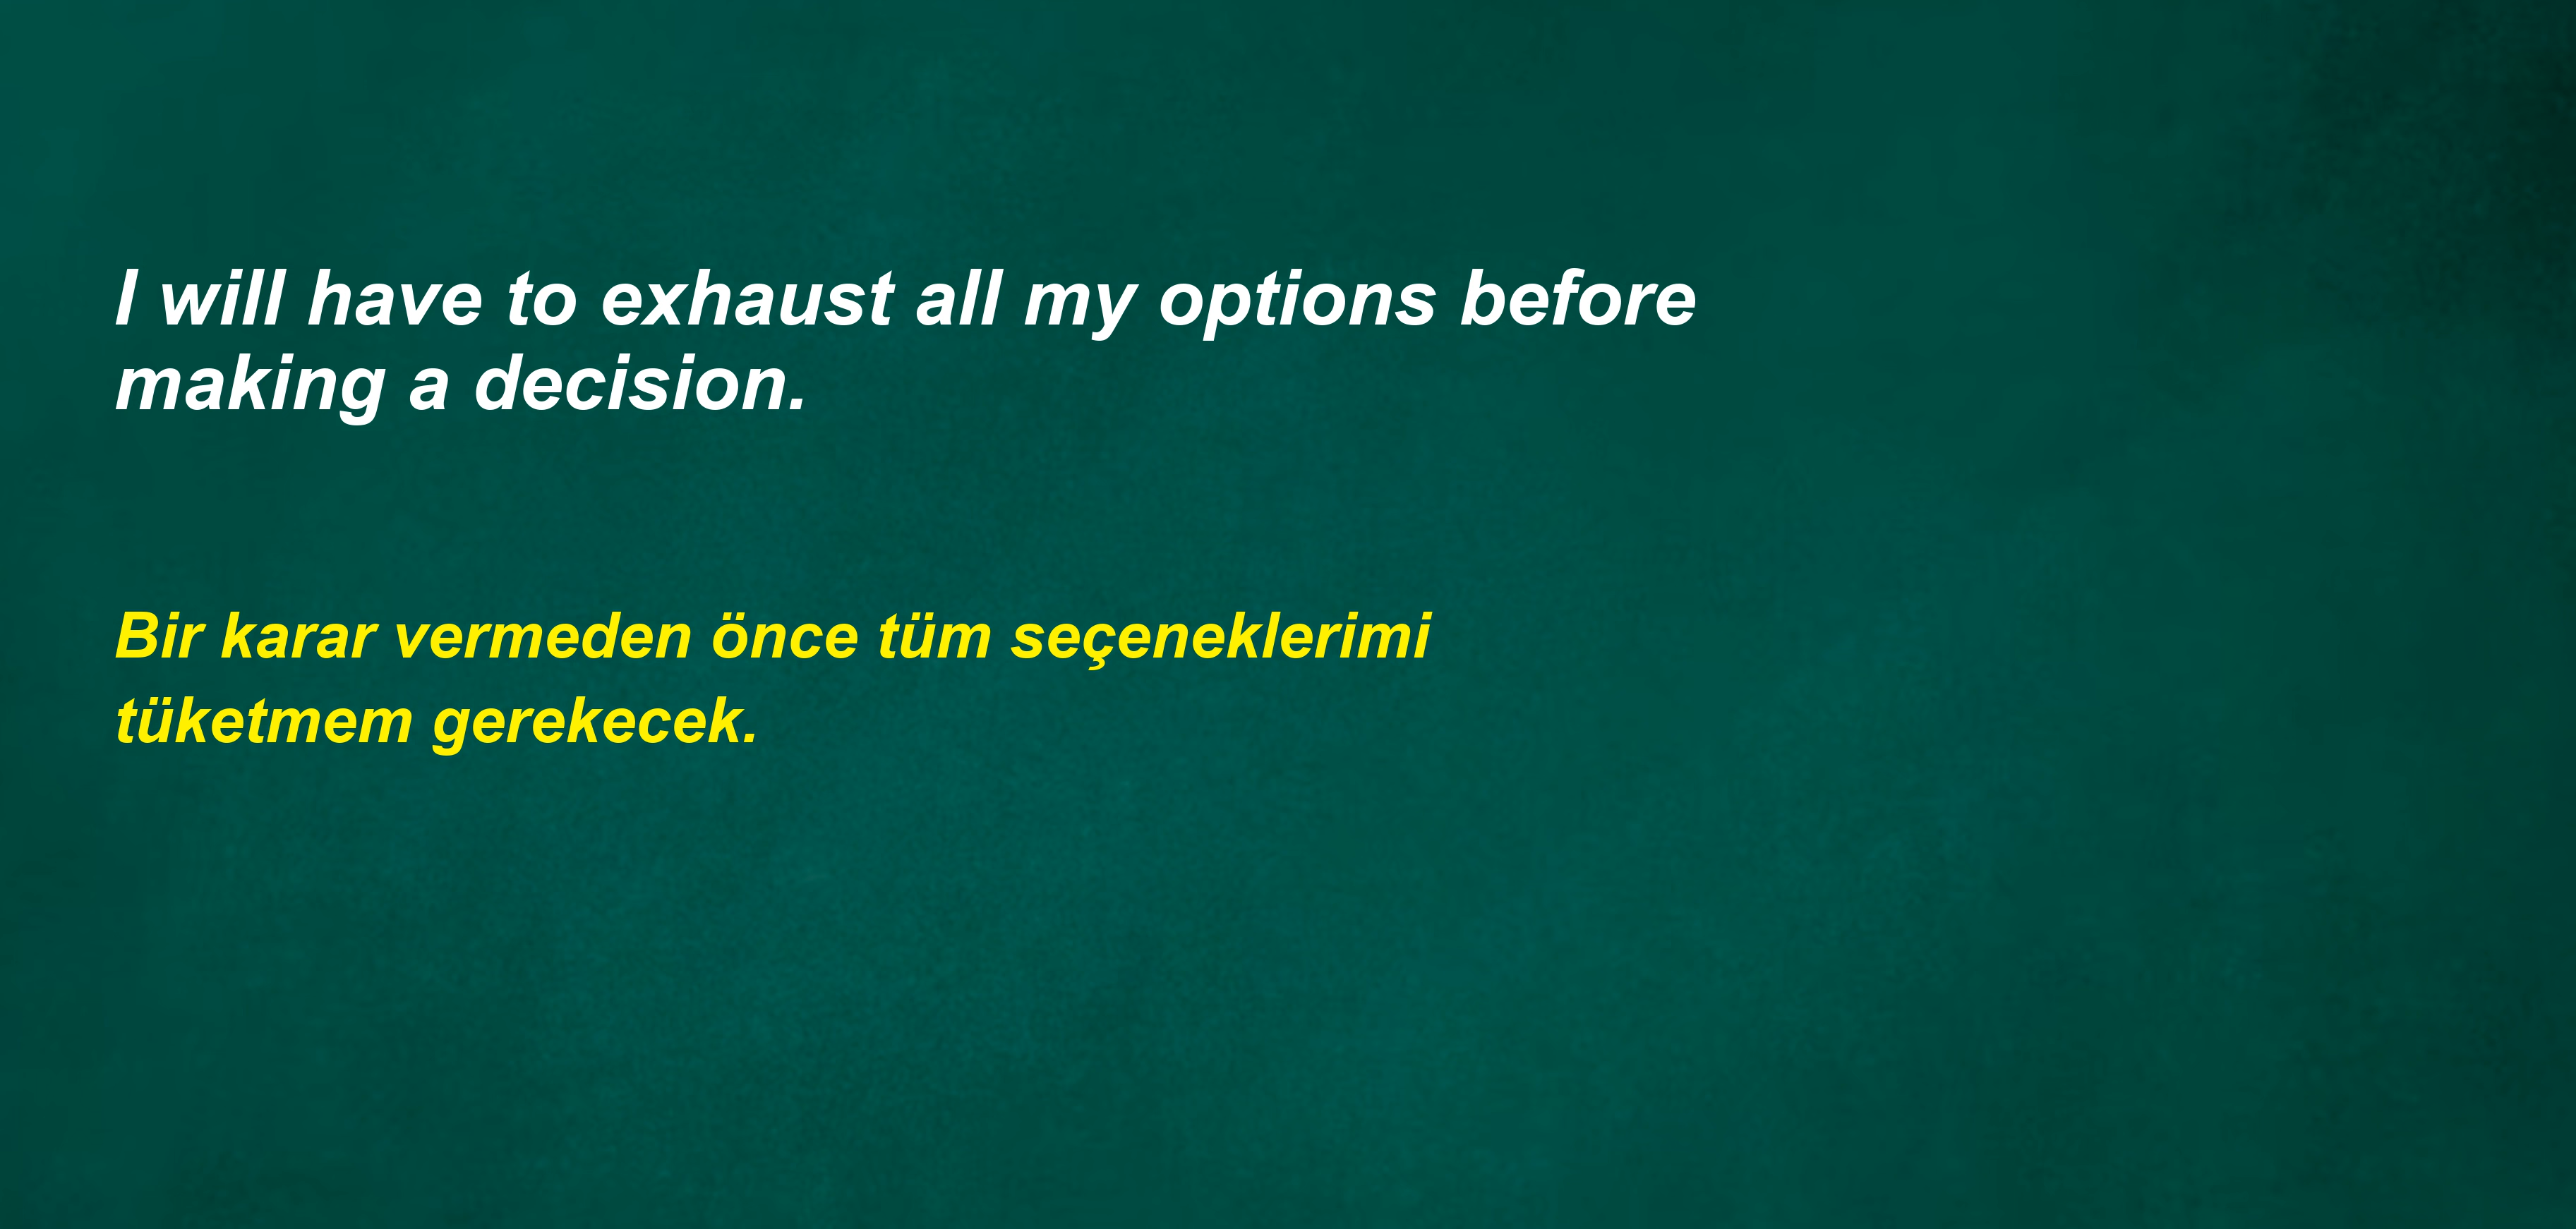 I will have to exhaust all my options before
making a decision.
Bir karar vermeden önce tüm seçeneklerimi
tüketmem gerekecek.